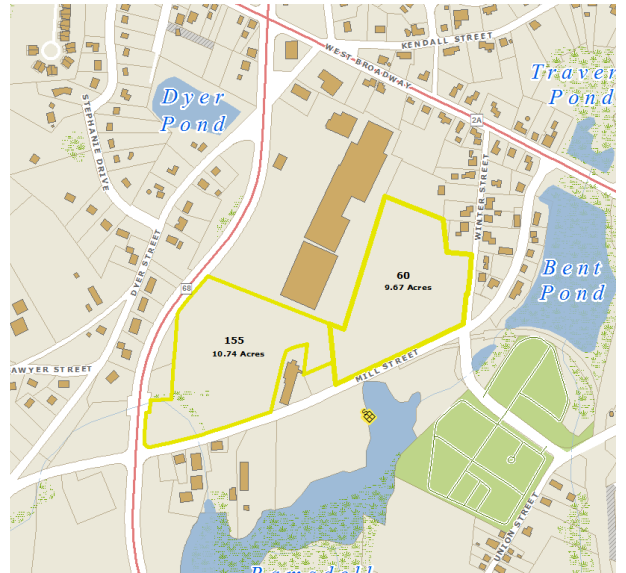 KENDALL STREET
WEST BROADWAY
Traver
Pond
Dyer
Pond
2A
STEPHANIE DRIVE
WINTER STREET
DYER STREET
60
9.67 Acres
Bent
Pond
68
155
10.74 Acres
AWYER STREET
MILL STREET
UNION STREET